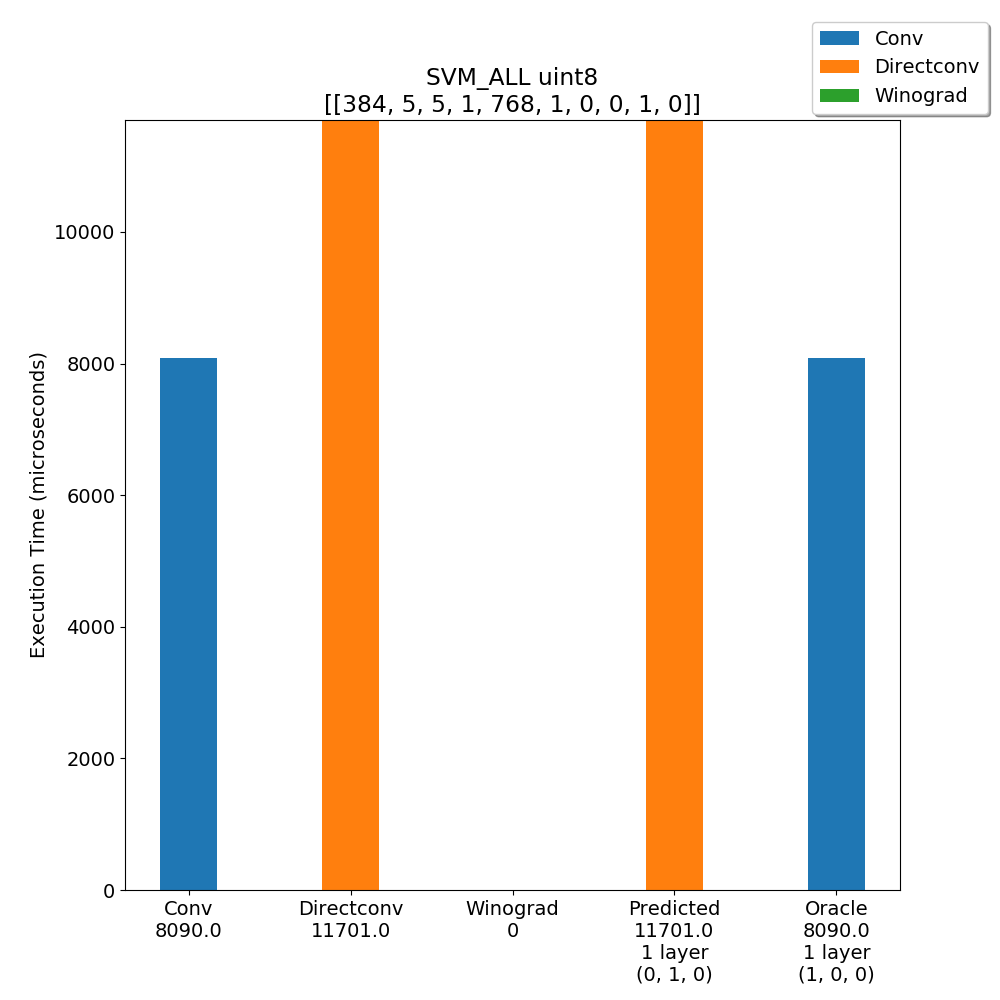 Conv
Directconv
Winograd
SVM_ALL uint8
[[384, 5, 5, 1, 768, 1, 0, 0, 1, 0]]
Execution Time (microseconds)
10000
8000
6000
4000
2000
0
Conv
8090.0
Directconv
11701.0
Winograd
0
Predicted
11701.0
1 layer
(0, 1, 0)
Oracle
8090.0
1 layer
(1, 0, 0)